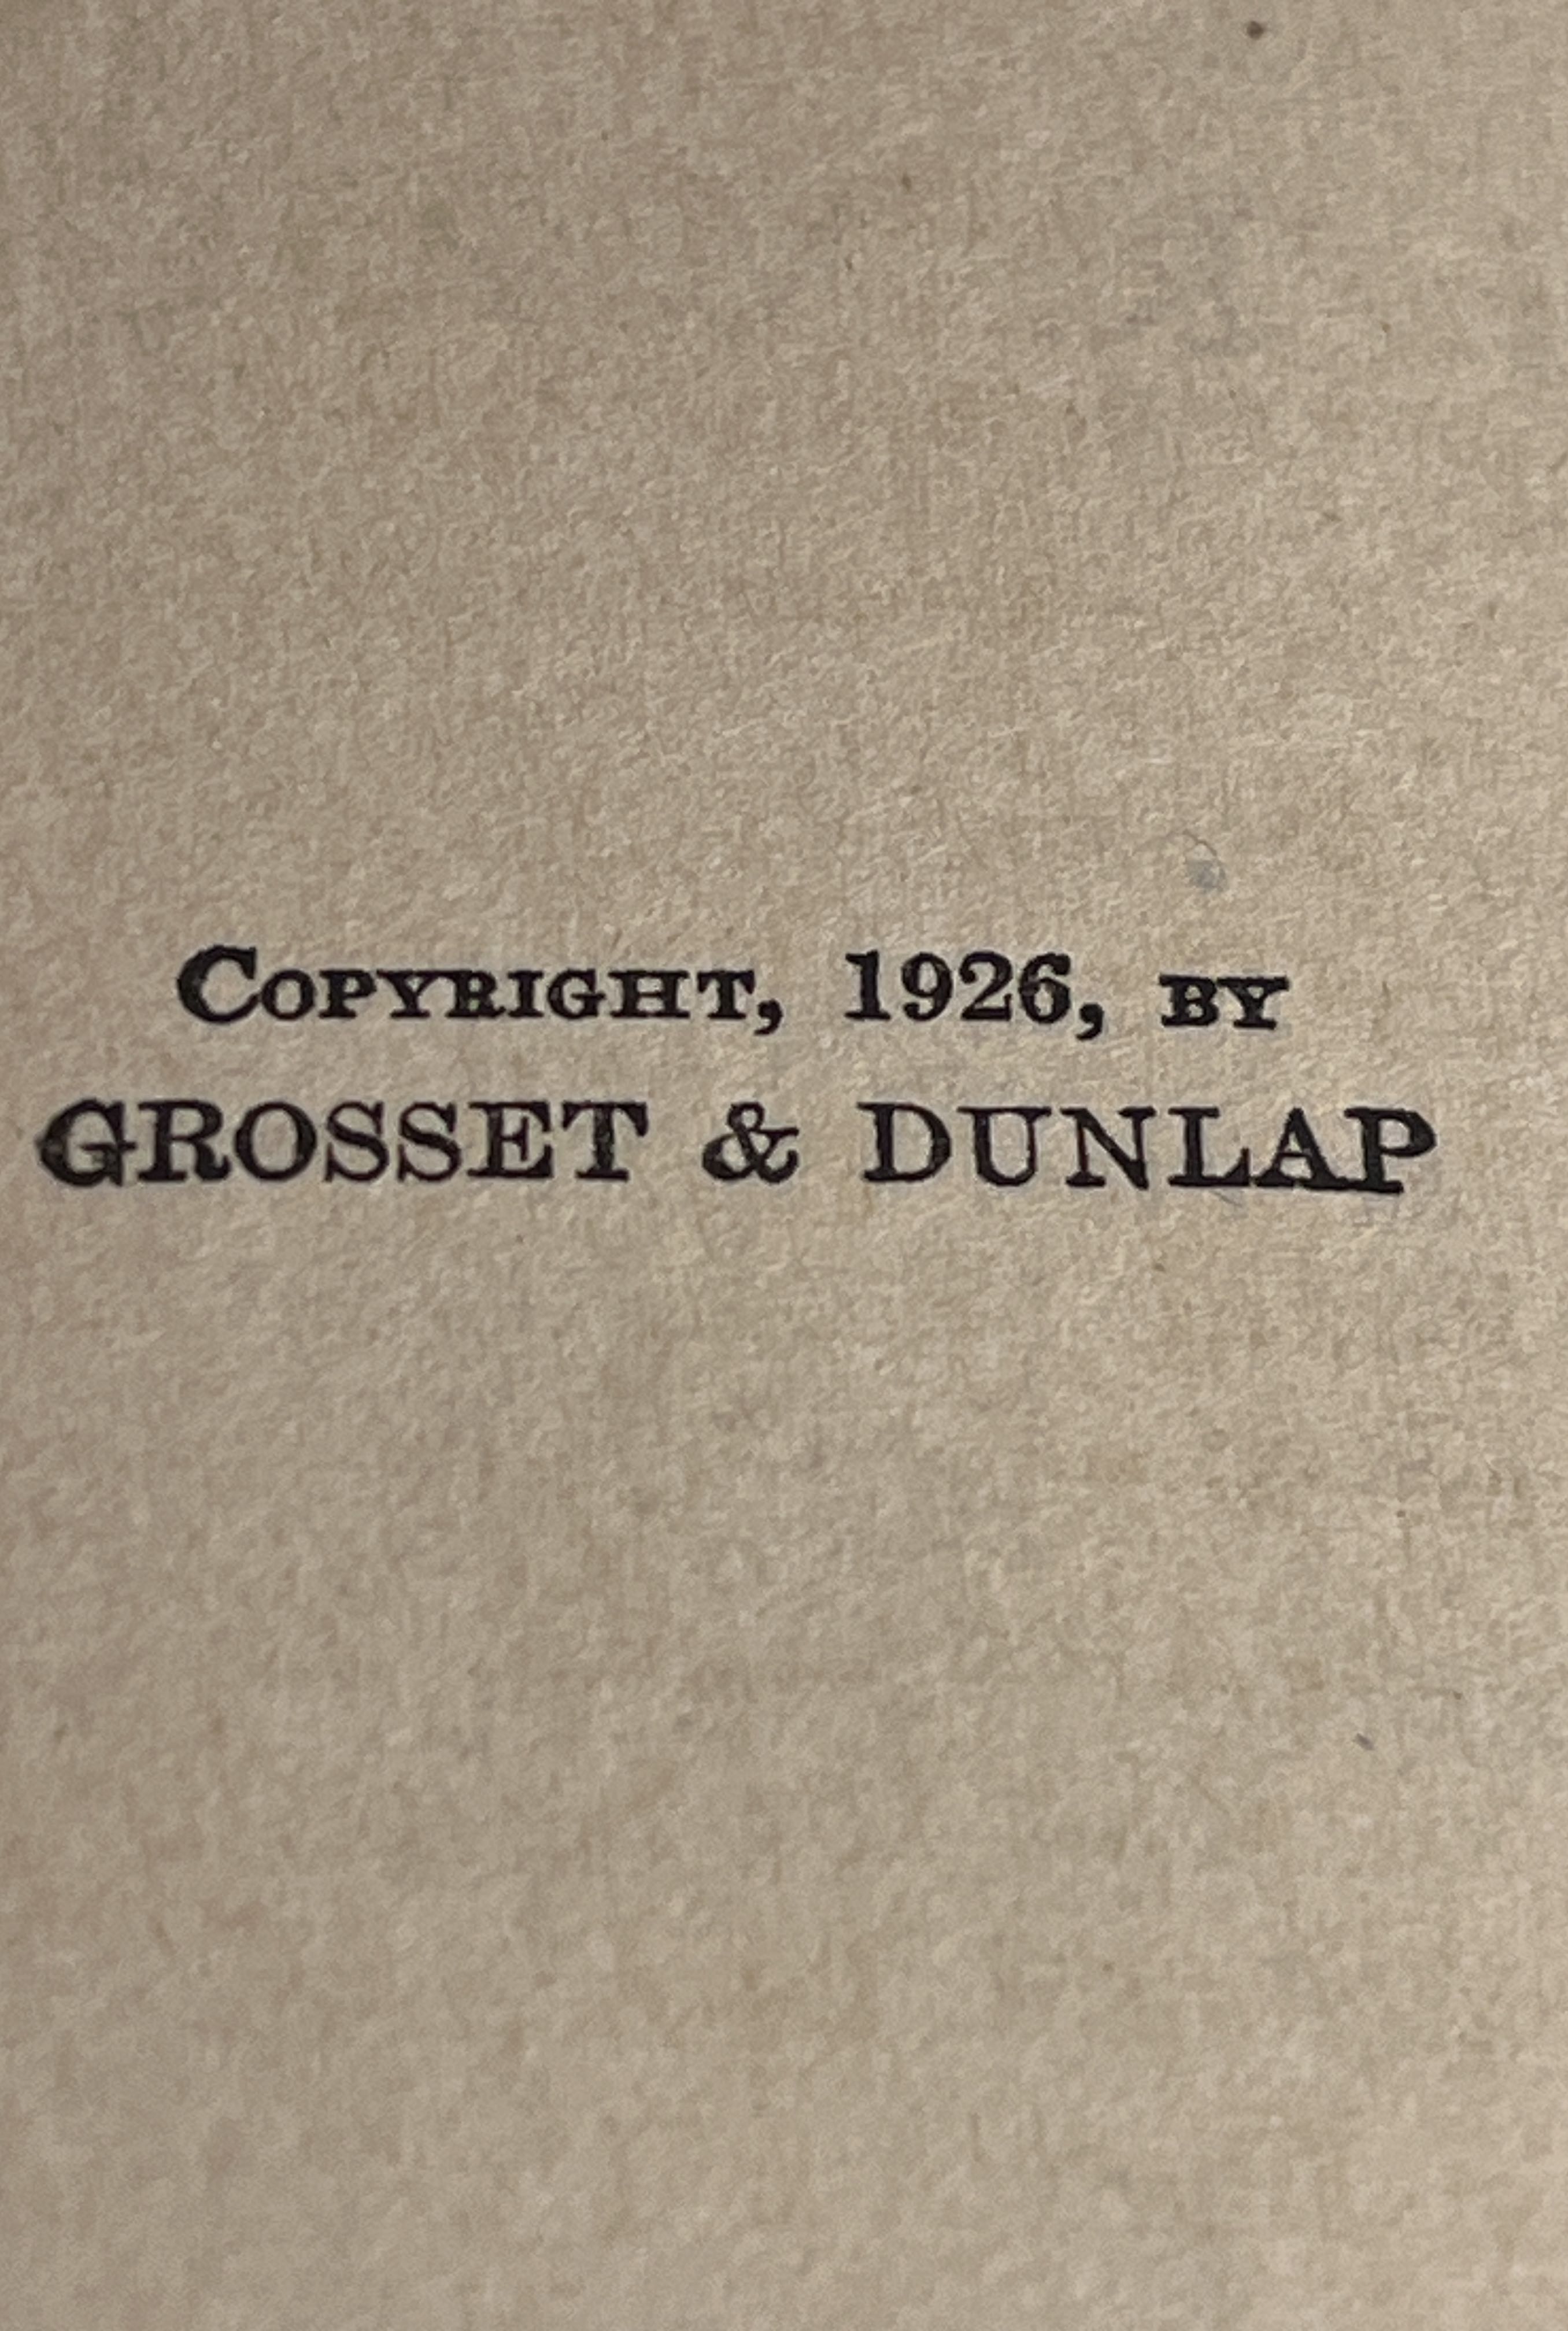 Copyright, 1926, by
GROSSET & DUNLAP